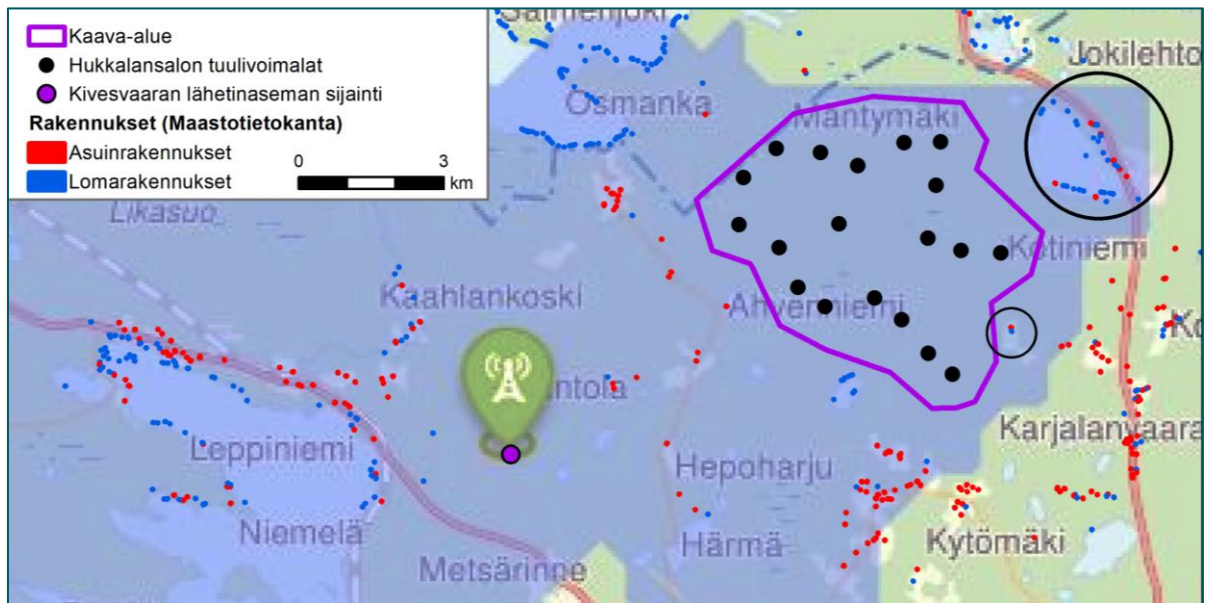 Kaava-alue
Hukkalansalon tuulivoimalat
Kivesvaaran lähetinaseman sijainti
Rakennukset (Maastotietokanta)
Asuinrakennukset
0 3
Lomarakennukset
km
Jokilehto
Osmanka
Mäntymäki
Likasuo
Kotiniemi
Kaahlankoski
Ahvenniemi
Leppiniemi
Karjalanvaara
Hepoharju
Niemelä
Härmä
Kytömäki
Metsärinne